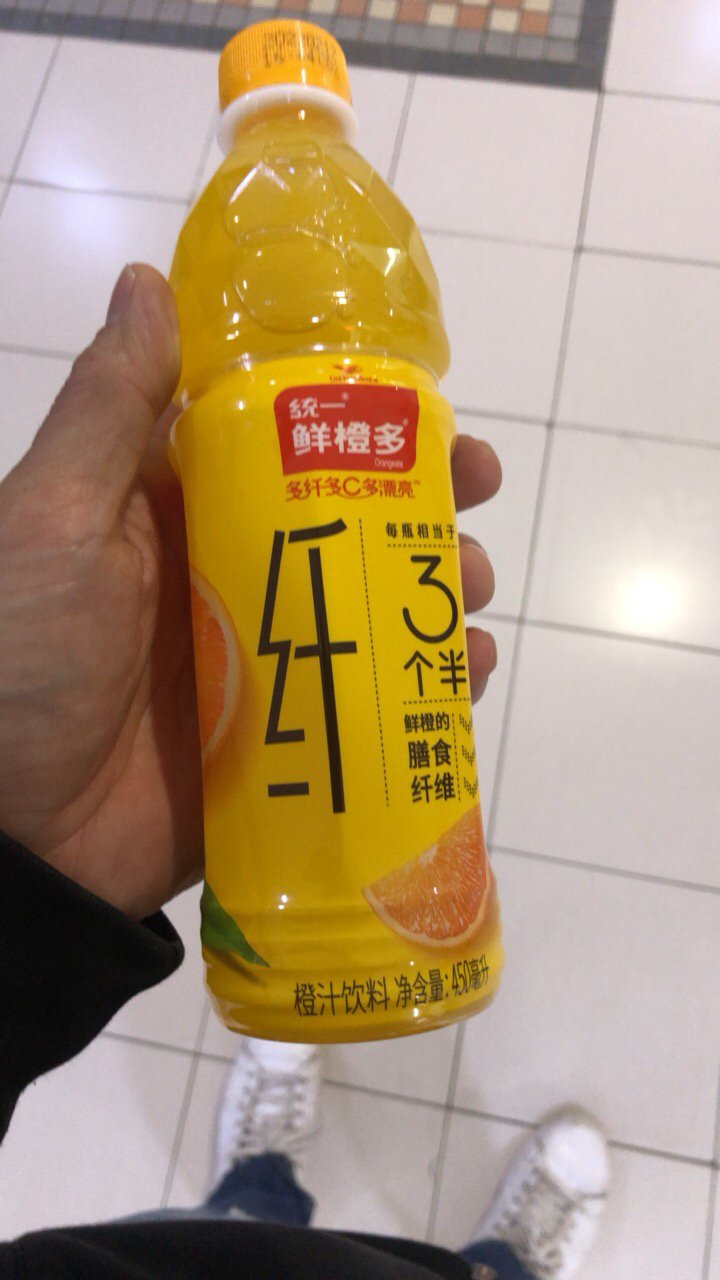 统一®
鲜橙多®
Orangeate
多纤多C多漂亮™
纤
每瓶相当于
3
个半
鲜橙的
膳食
纤维
橙汁饮料 净含量:450毫升